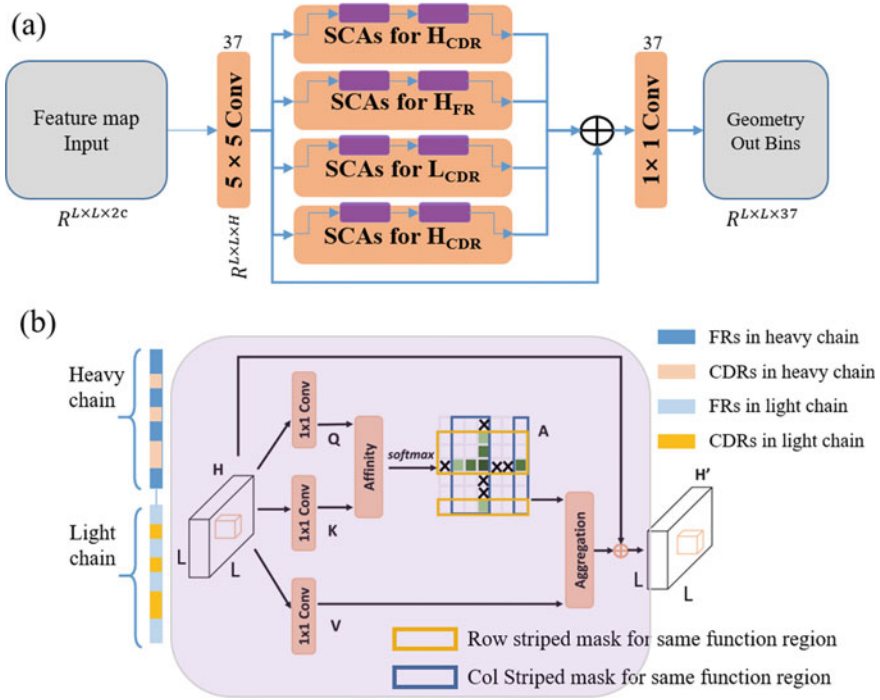 (a)
37
SCAs for H_CDR
37
Feature map
Input
5 × 5 Conv
SCAs for H_FR
1× 1 Conv
Geometry
Out Bins
SCAs for L_CDR
R^{L×L×2c}
R^{L×L×H}
SCAs for H_CDR
R^{L×L×37}
(b)
Heavy
chain
Light
chain
H
L
L
1x1 Conv
Q
1x1 Conv
K
1x1 Conv
V
Affinity
softmax
A
Aggregation
H'
L
L
FRs in heavy chain
CDRs in heavy chain
FRs in light chain
CDRs in light chain
Row striped mask for same function region
Col Striped mask for same function region